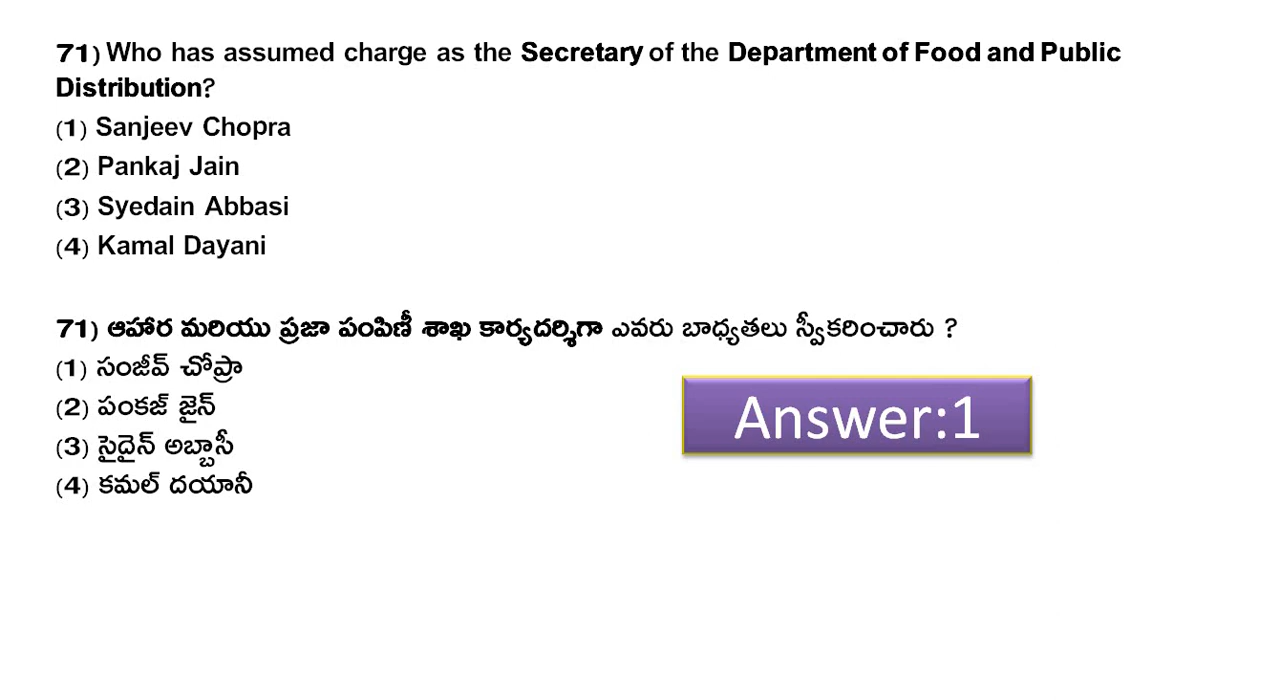 71) Who has assumed charge as the Secretary of the Department of Food and Public
Distribution?
(1) Sanjeev Chopra
(2) Pankaj Jain
(3) Syedain Abbasi
(4) Kamal Dayani
71) ఆహార మరియు ప్రజా పంపిణీ శాఖ కార్యదర్శిగా ఎవరు బాధ్యతలు స్వీకరించారు ?
(1) సంజీవ్ చోప్రా
(2) పంకజ్ జైన్
(3) సైదైన్ అబ్బాసీ
(4) కమల్ దయానీ
Answer:1